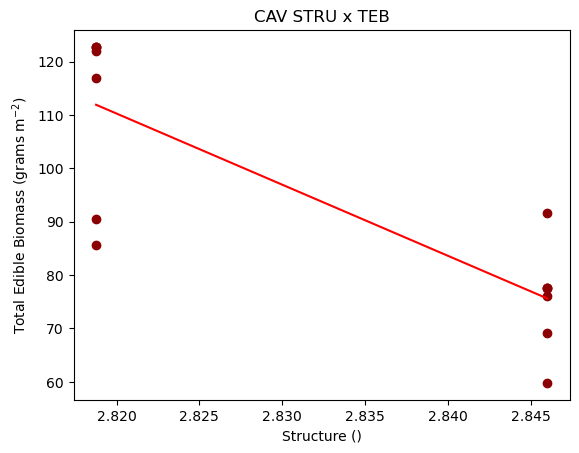 CAV STRU x TEB
Total Edible Biomass (grams m⁻²)
120
110
100
90
80
70
60
2.820 2.825 2.830 2.835 2.840 2.845
Structure ()